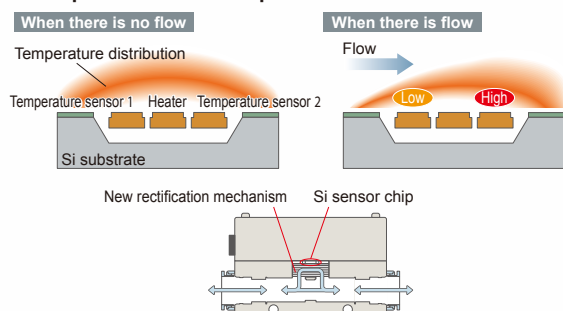 When there is no flow
When there is flow
Temperature distribution
Flow
Temperature sensor 1 Heater Temperature sensor 2
Low
High
Si substrate
New rectification mechanism
Si sensor chip